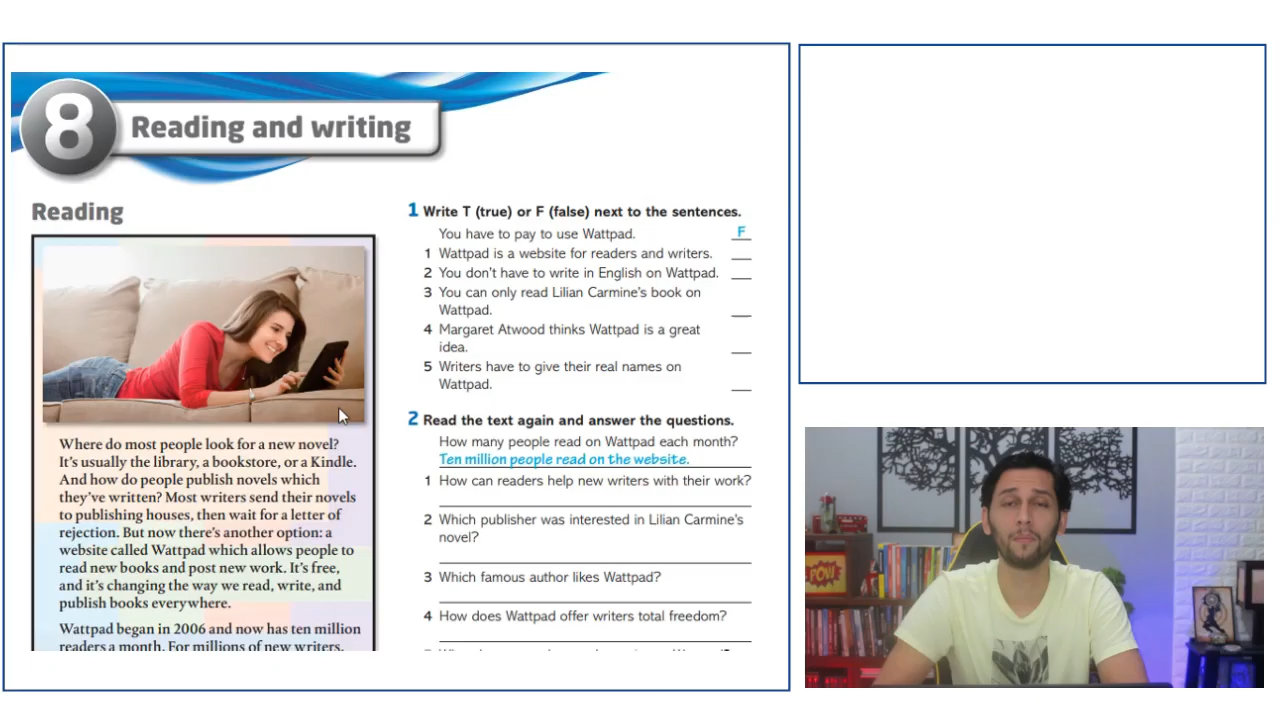 8
Reading and writing
Reading
Where do most people look for a new novel?
It's usually the library, a bookstore, or a Kindle.
And how do people publish novels which
they've written? Most writers send their novels
to publishing houses, then wait for a letter of
rejection. But now there's another option: a
website called Wattpad which allows people to
read new books and post new work. It's free,
and it's changing the way we read, write, and
publish books everywhere.
Wattpad began in 2006 and now has ten million
readers a month. For millions of new writers,
1 Write T (true) or F (false) next to the sentences.
You have to pay to use Wattpad. F
1 Wattpad is a website for readers and writers.
2 You don't have to write in English on Wattpad.
3 You can only read Lilian Carmine's book on
Wattpad.
4 Margaret Atwood thinks Wattpad is a great
idea.
5 Writers have to give their real names on
Wattpad.
2 Read the text again and answer the questions.
How many people read on Wattpad each month?
Ten million people read on the website.
1 How can readers help new writers with their work?
2 Which publisher was interested in Lilian Carmine's
novel?
3 Which famous author likes Wattpad?
4 How does Wattpad offer writers total freedom?
POW